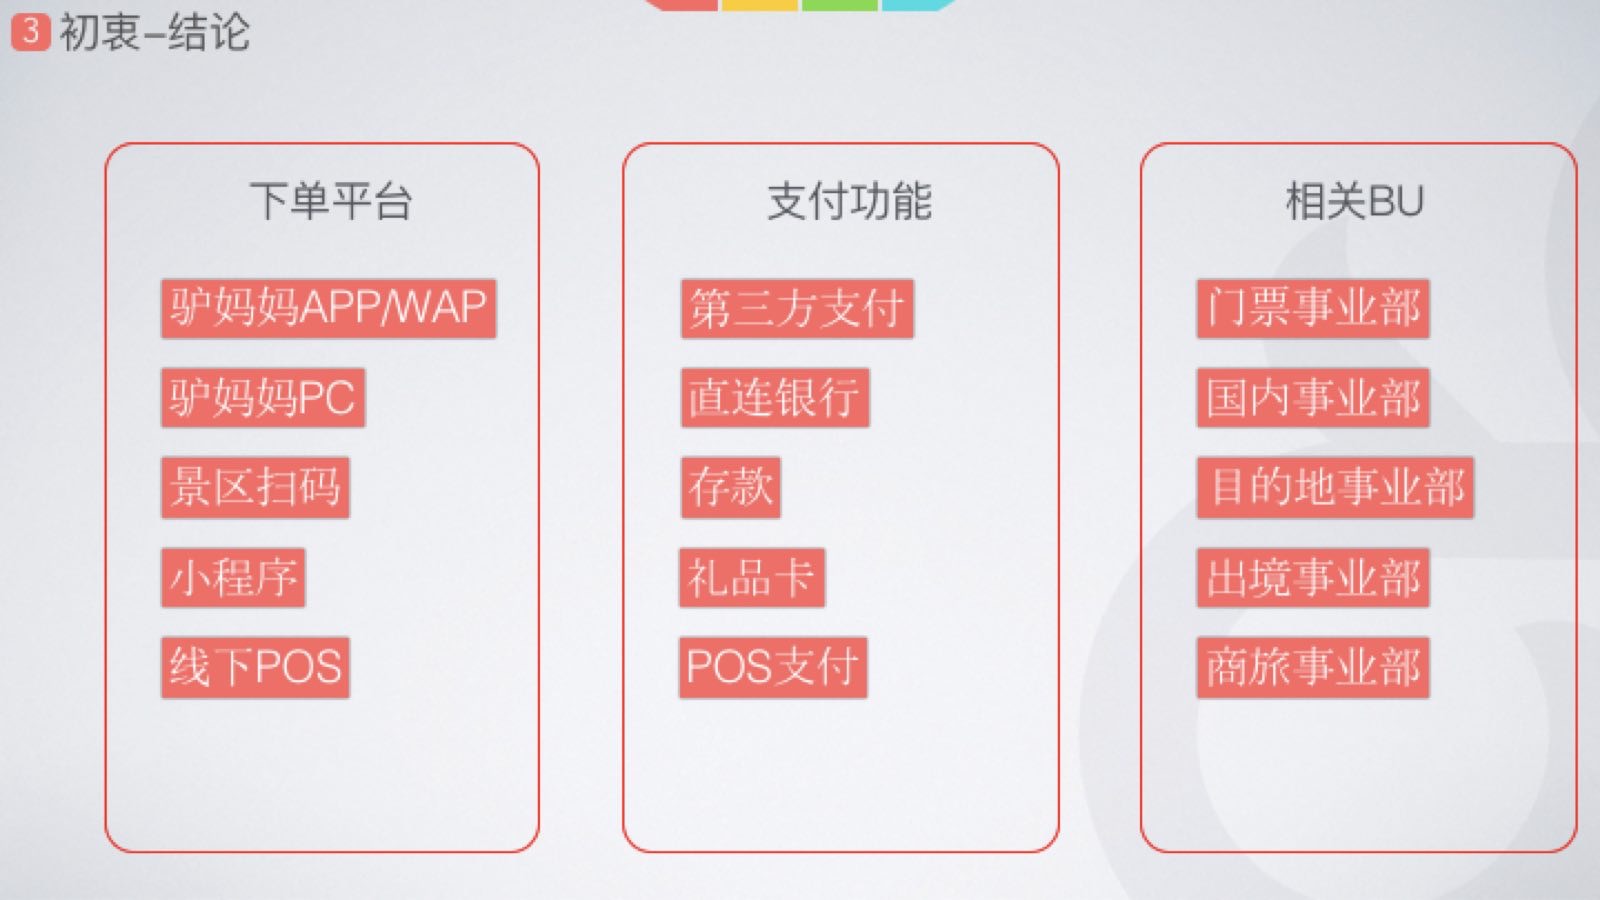 3 初衷-结论
下单平台
驴妈妈APP/WAP
驴妈妈PC
景区扫码
小程序
线下POS
支付功能
第三方支付
直连银行
存款
礼品卡
POS支付
相关BU
门票事业部
国内事业部
目的地事业部
出境事业部
商旅事业部